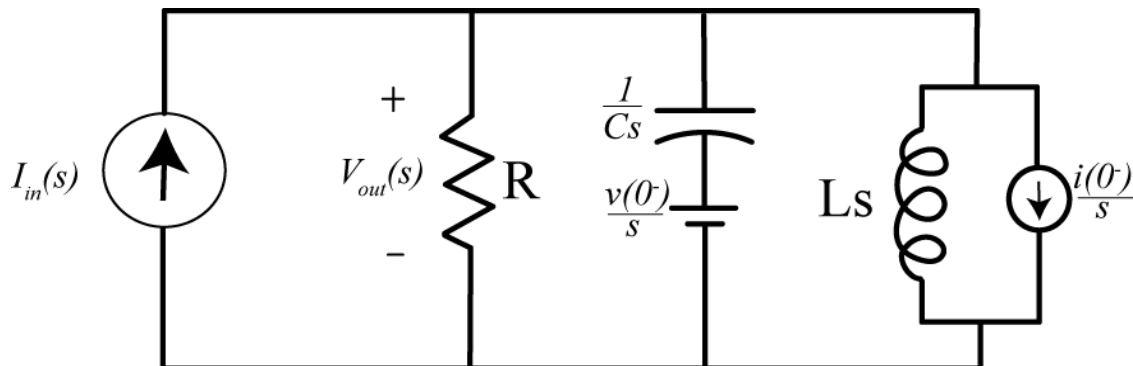 I_in(s)
+
V_out(s)
−
R
1
Cs
v(0⁻)
s
Ls
i(0⁻)
s